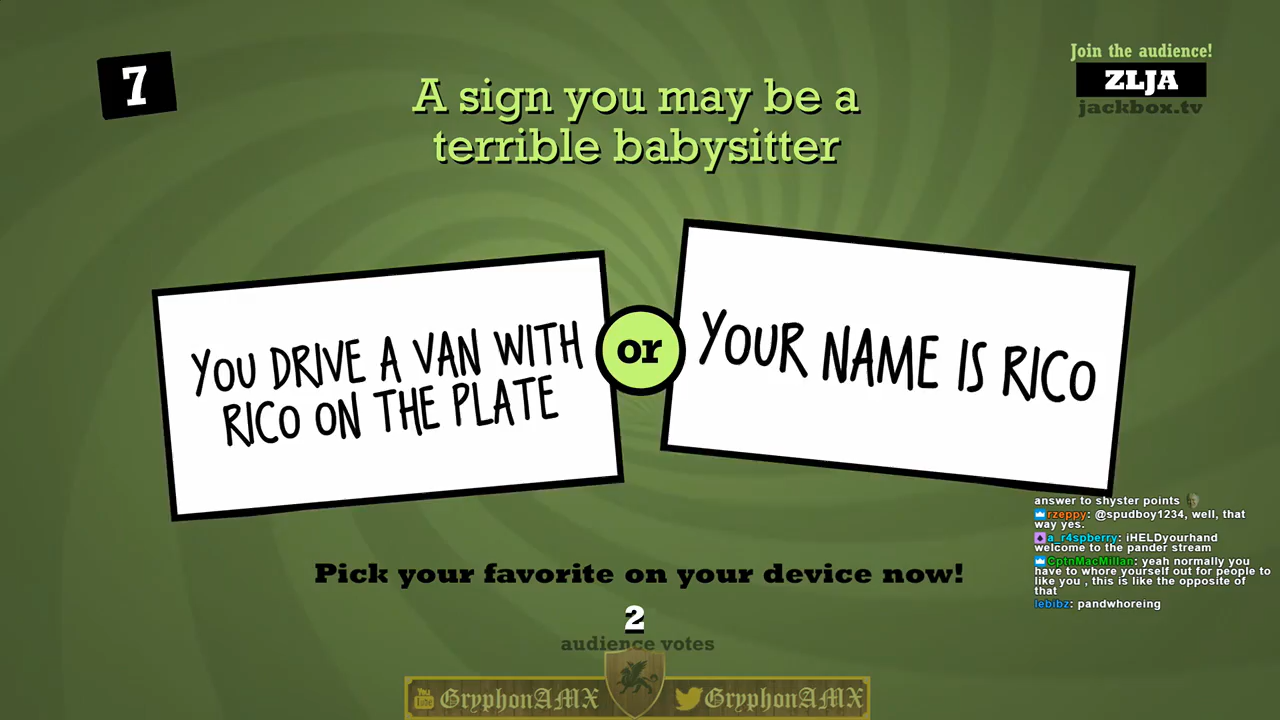 7
Join the audience!
ZLJA
jackbox.tv
A sign you may be a
terrible babysitter
YOU DRIVE A VAN WITH
RICO ON THE PLATE
or
YOUR NAME IS RICO
answer to shyster points
rzeppy: @spudboy1234, well, that
way yes.
a_r4spberry: iHELDyourhand
welcome to the pander stream
CptnMacMillan: yeah normally you
have to whore yourself out for people to
like you , this is like the opposite of
that
lebibz: pandwhoreing
Pick your favorite on your device now!
2
audience votes
You Tube GryphonAMX
GryphonAMX